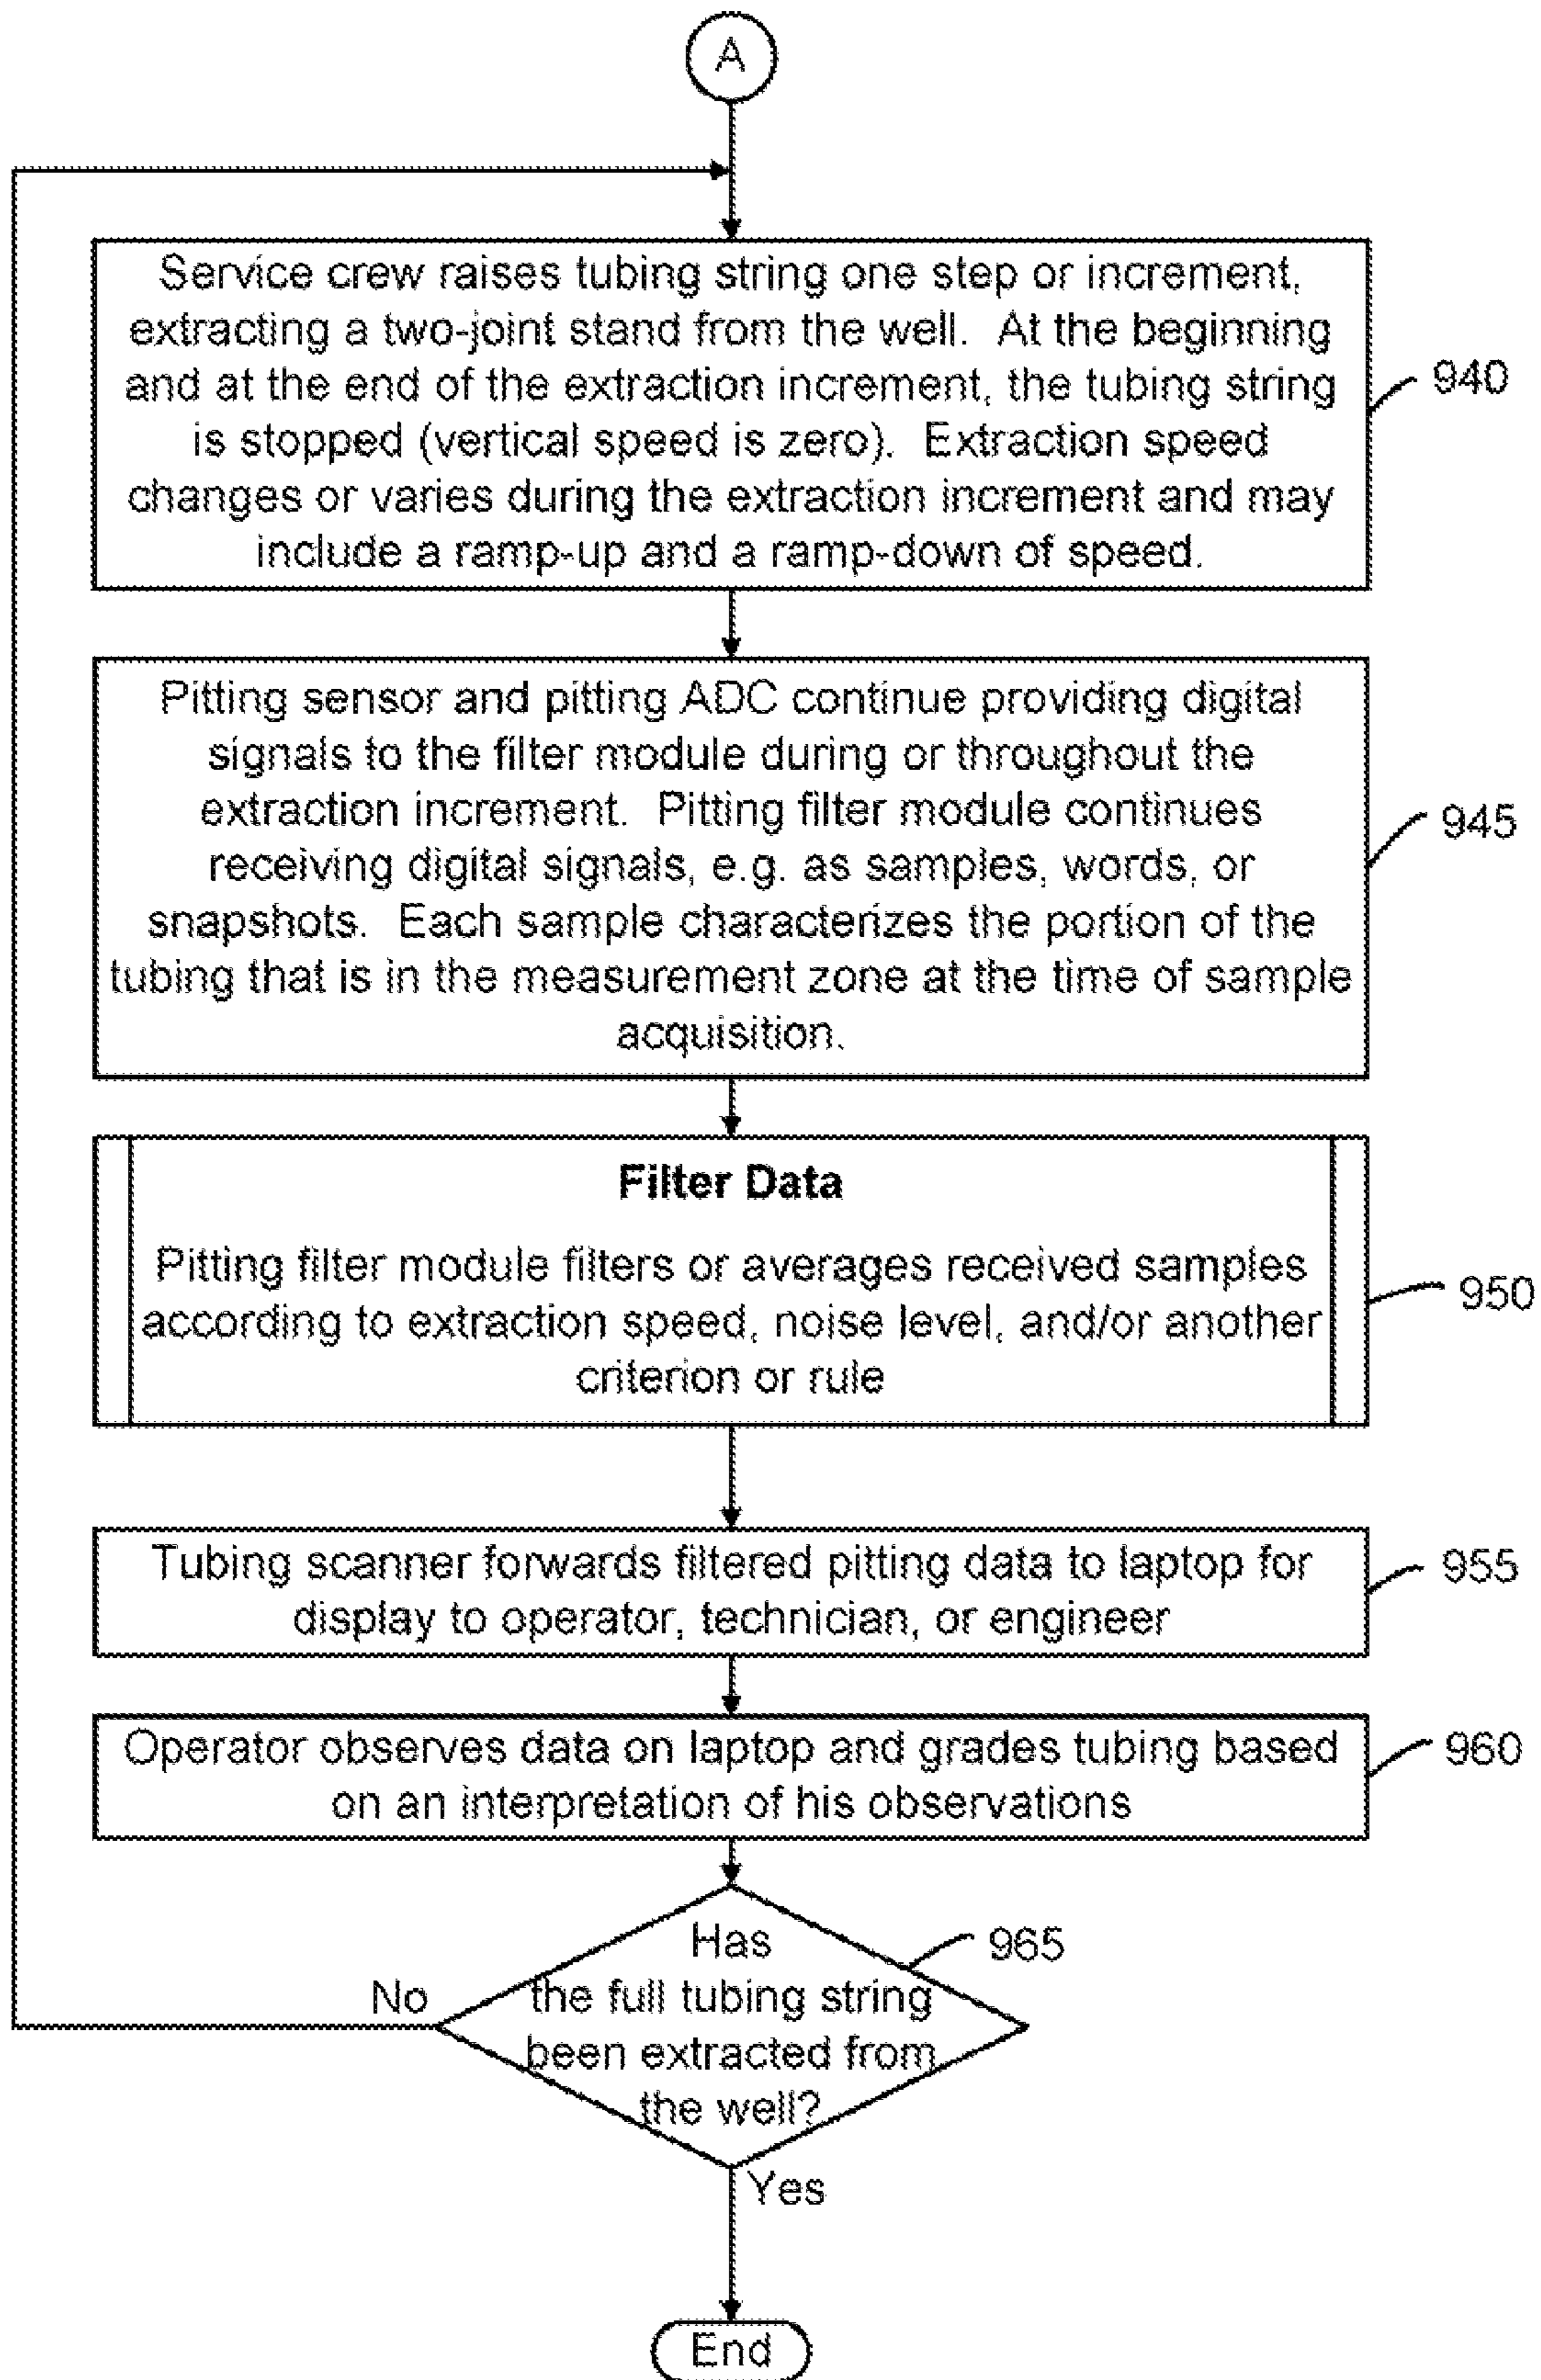 A
Service crew raises tubing string one step or increment,
extracting a two-joint stand from the well.  At the beginning
and at the end of the extraction increment, the tubing string
is stopped (vertical speed is zero).  Extraction speed
changes or varies during the extraction increment and may
include a ramp-up and a ramp-down of speed.
940
Pitting sensor and pitting ADC continue providing digital
signals to the filter module during or throughout the
extraction increment.  Pitting filter module continues
receiving digital signals, e.g. as samples, words, or
snapshots.  Each sample characterizes the portion of the
tubing that is in the measurement zone at the time of sample
acquisition.
945
Filter Data
Pitting filter module filters or averages received samples
according to extraction speed, noise level, and/or another
criterion or rule
950
Tubing scanner forwards filtered pitting data to laptop for
display to operator, technician, or engineer
955
Operator observes data on laptop and grades tubing based
on an interpretation of his observations
960
Has
the full tubing string
been extracted from
the well?
965
No
Yes
End